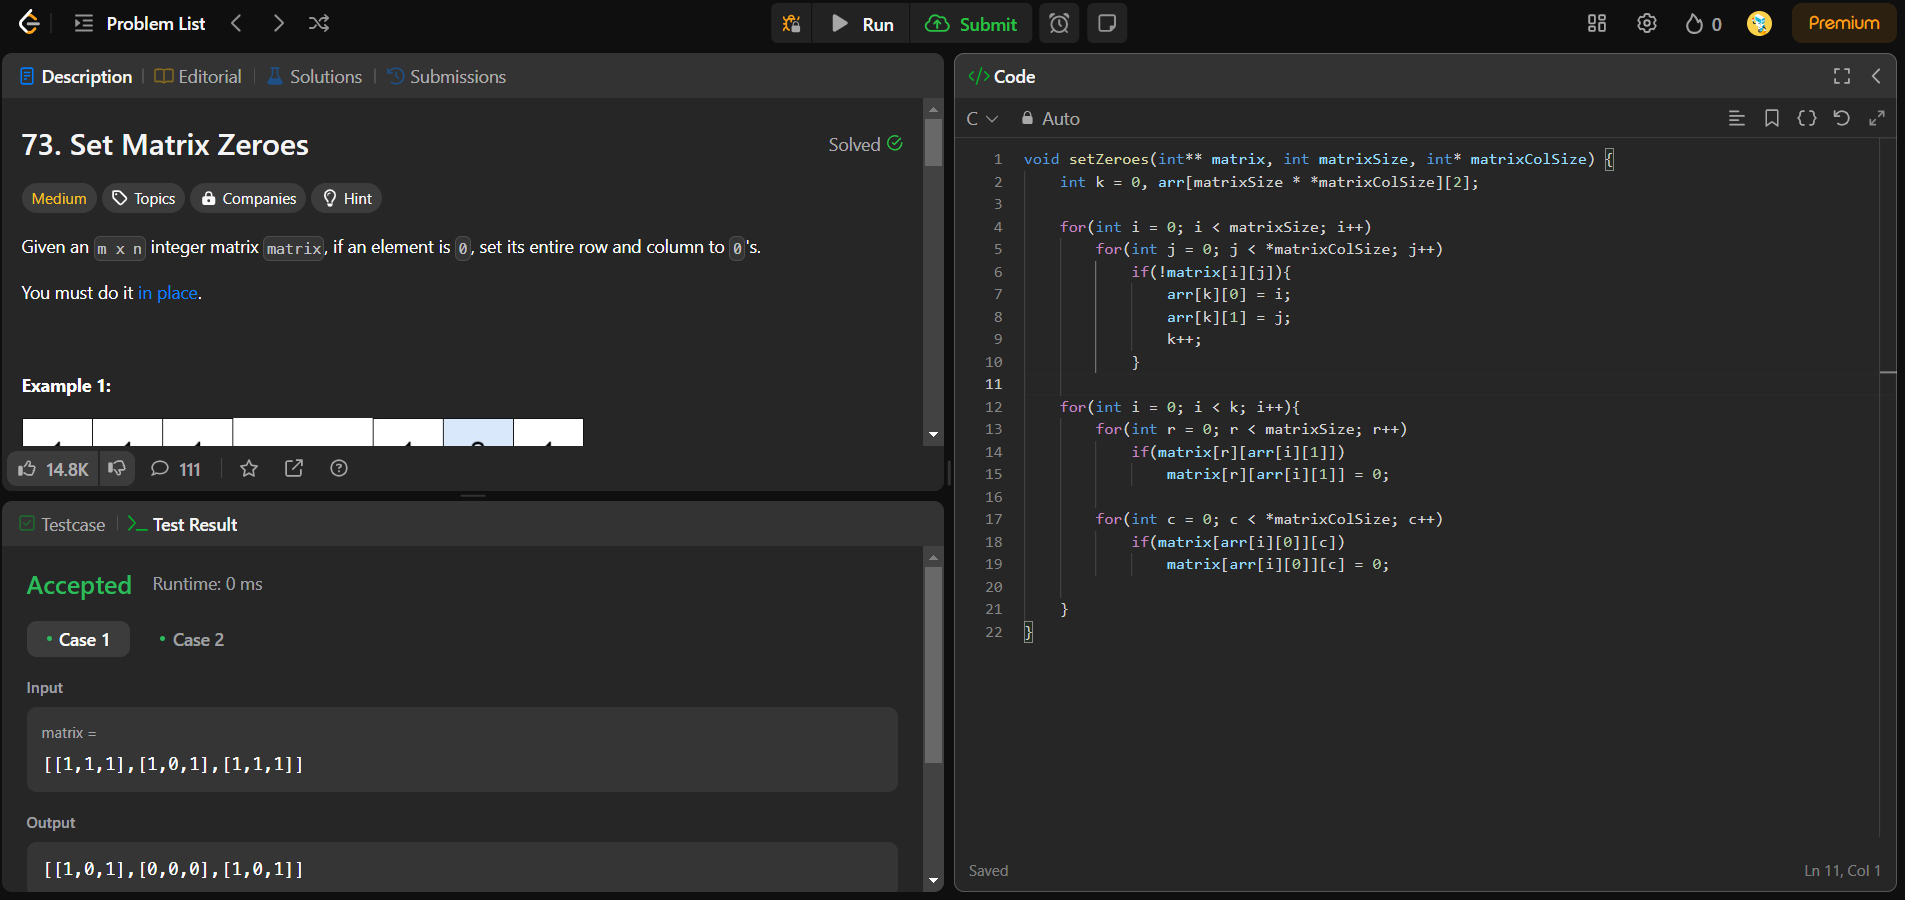 Problem List
Run
Submit
0
Premium
Description
Editorial
Solutions
Submissions
73. Set Matrix Zeroes
Solved
Medium
Topics
Companies
Hint
Given an m x n integer matrix matrix, if an element is 0, set its entire row and column to 0's.
You must do it in place.
Example 1:
14.8K
111
Testcase
Test Result
Accepted
Runtime: 0 ms
Case 1
Case 2
Input
matrix =
[[1,1,1],[1,0,1],[1,1,1]]
Output
[[1,0,1],[0,0,0],[1,0,1]]
</> Code
C
Auto
1 void setZeroes(int** matrix, int matrixSize, int* matrixColSize) {
2 int k = 0, arr[matrixSize * *matrixColSize][2];
3
4 for(int i = 0; i < matrixSize; i++)
5 for(int j = 0; j < *matrixColSize; j++)
6 if(!matrix[i][j]){
7 arr[k][0] = i;
8 arr[k][1] = j;
9 k++;
10 }
11
12 for(int i = 0; i < k; i++){
13 for(int r = 0; r < matrixSize; r++)
14 if(matrix[r][arr[i][1]])
15 matrix[r][arr[i][1]] = 0;
16
17 for(int c = 0; c < *matrixColSize; c++)
18 if(matrix[arr[i][0]][c])
19 matrix[arr[i][0]][c] = 0;
20
21 }
22 }
Saved
Ln 11, Col 1